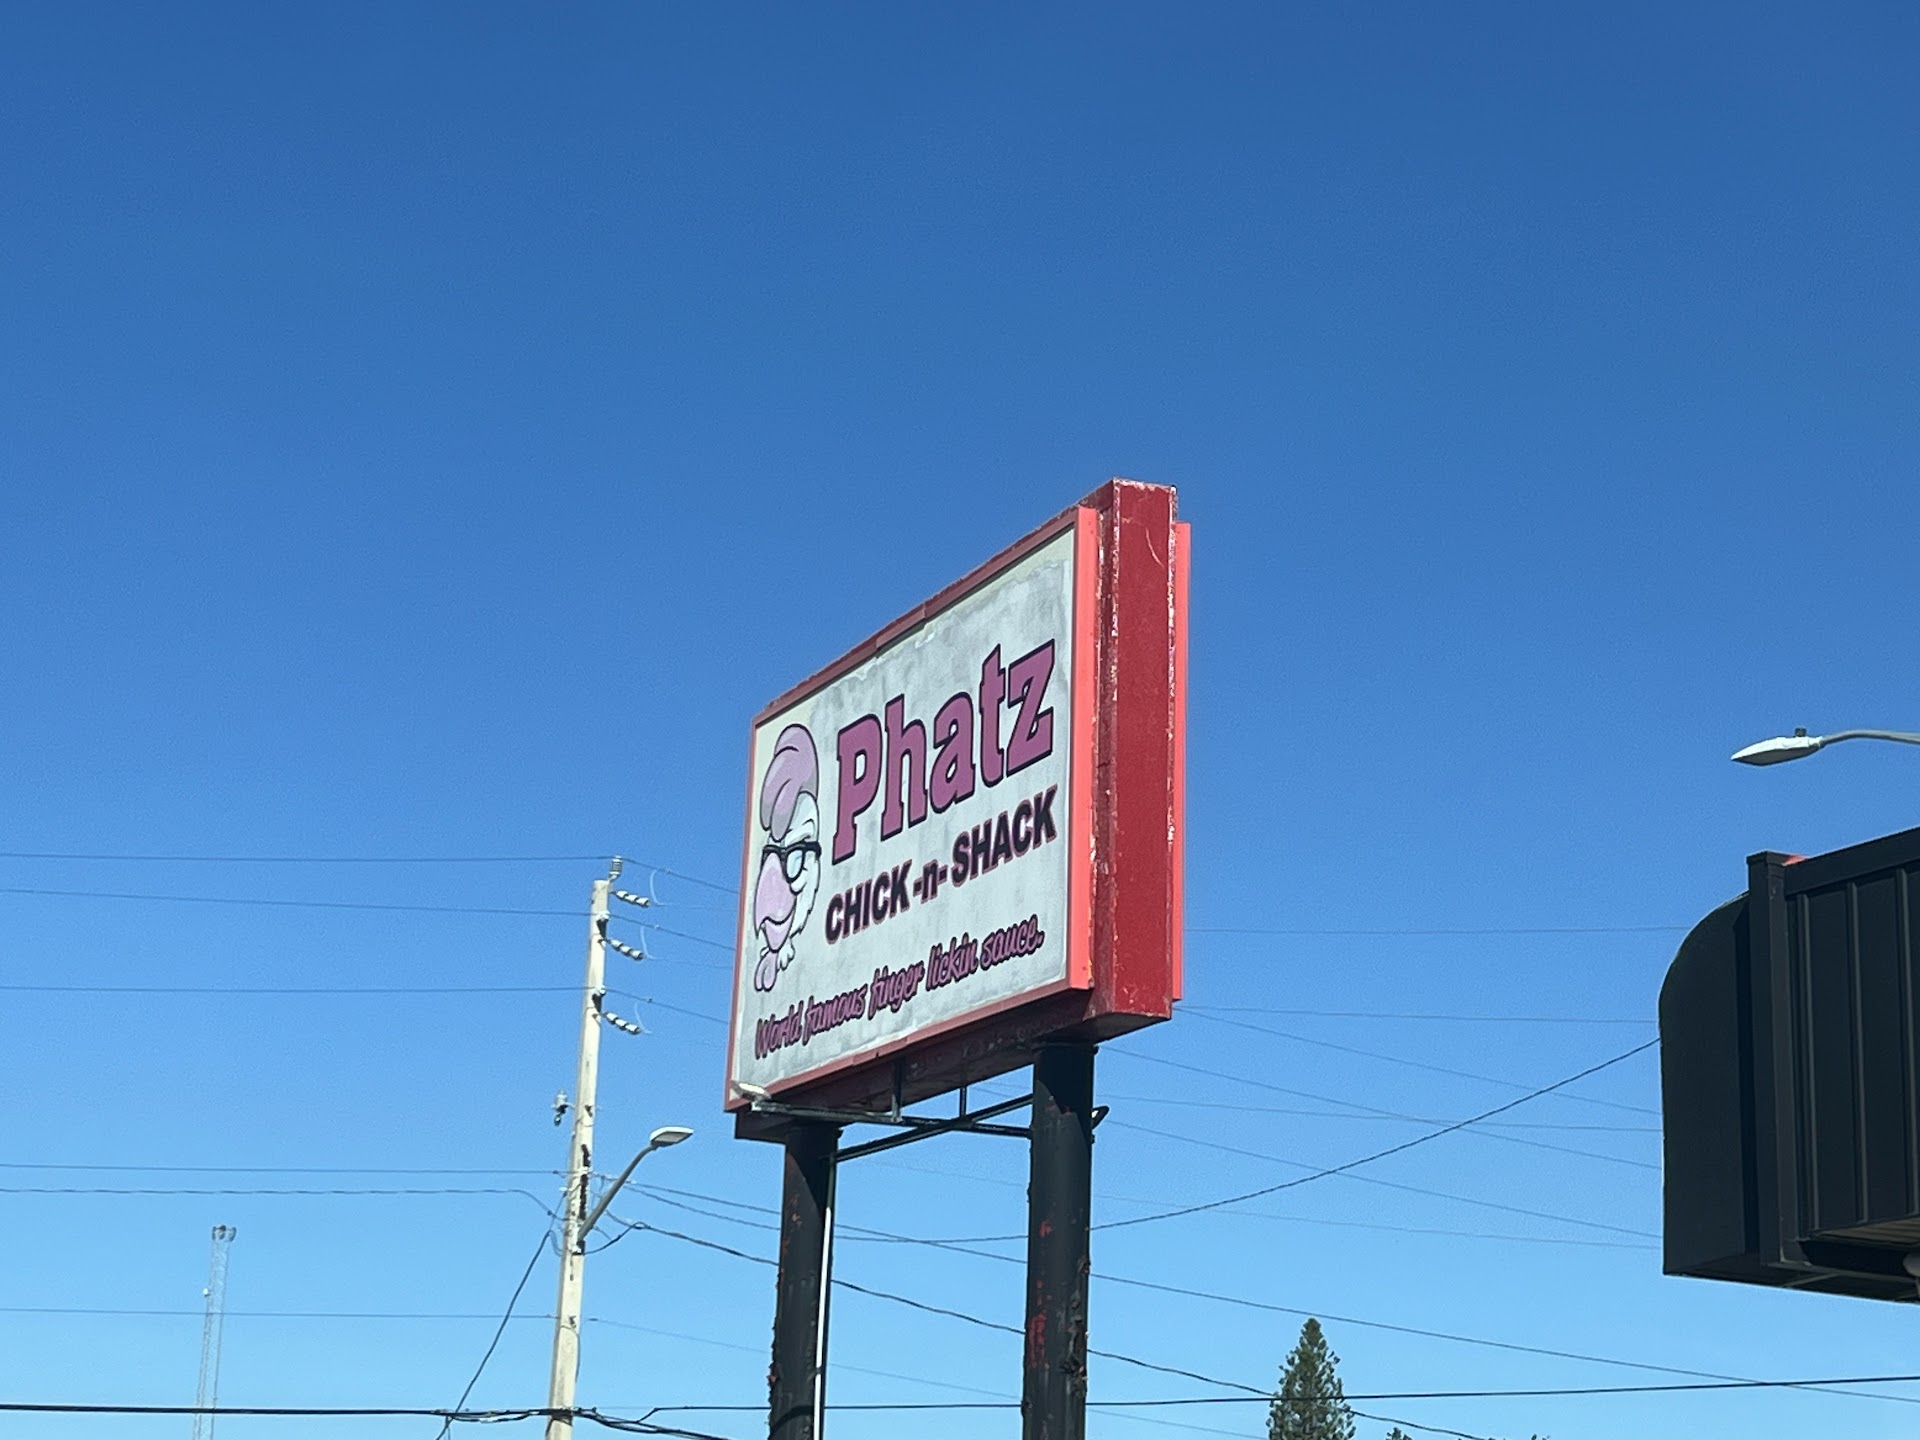 Phatz
CHICK-n-SHACK
World famous finger lickin sauce.